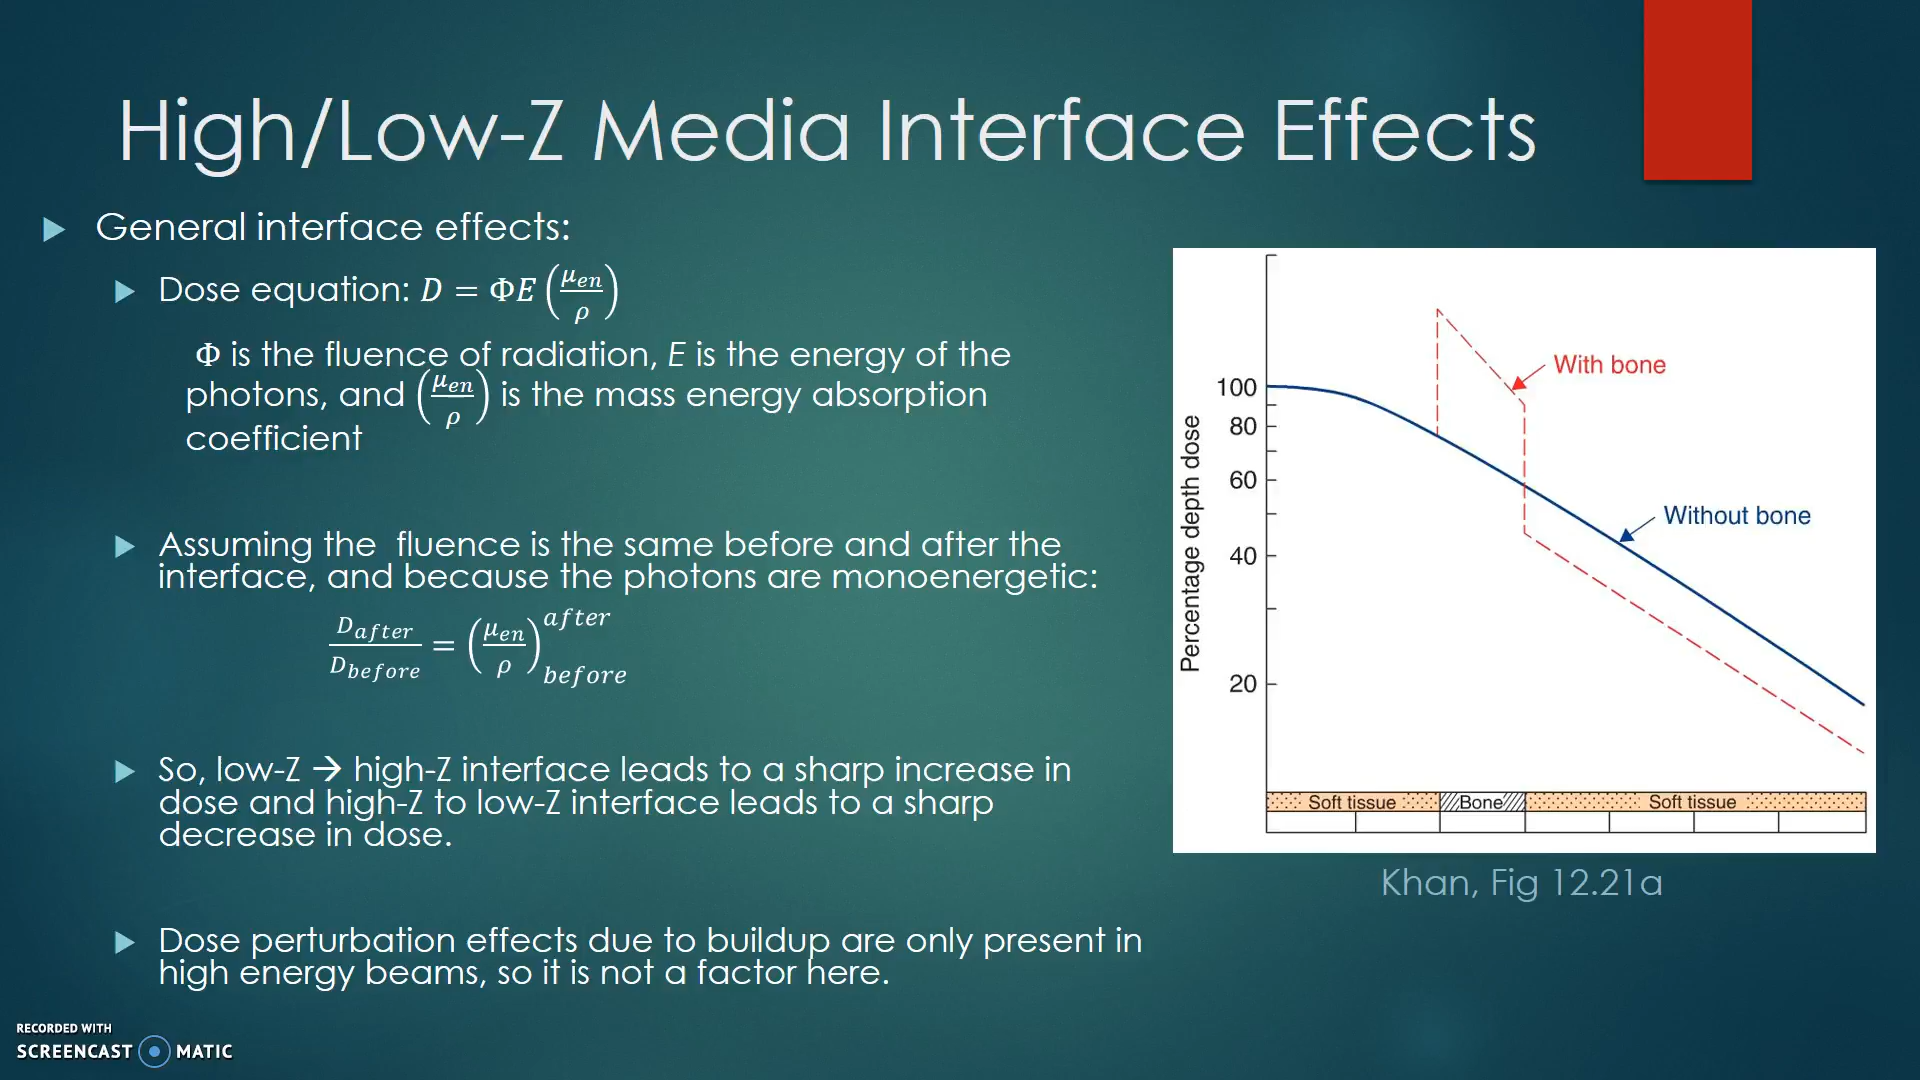 High/Low-Z Media Interface Effects
General interface effects:
Dose equation: D = ΦE (μen/ρ)
Φ is the fluence of radiation, E is the energy of the
photons, and (μen/ρ) is the mass energy absorption
coefficient
Assuming the fluence is the same before and after the
interface, and because the photons are monoenergetic:
Dafter/Dbefore = (μen/ρ) after before
So, low-Z → high-Z interface leads to a sharp increase in
dose and high-Z to low-Z interface leads to a sharp
decrease in dose.
Dose perturbation effects due to buildup are only present in
high energy beams, so it is not a factor here.
Percentage depth dose
100
80
60
40
20
With bone
Without bone
Soft tissue Bone Soft tissue
Khan, Fig 12.21a
RECORDED WITH
SCREENCAST MATIC